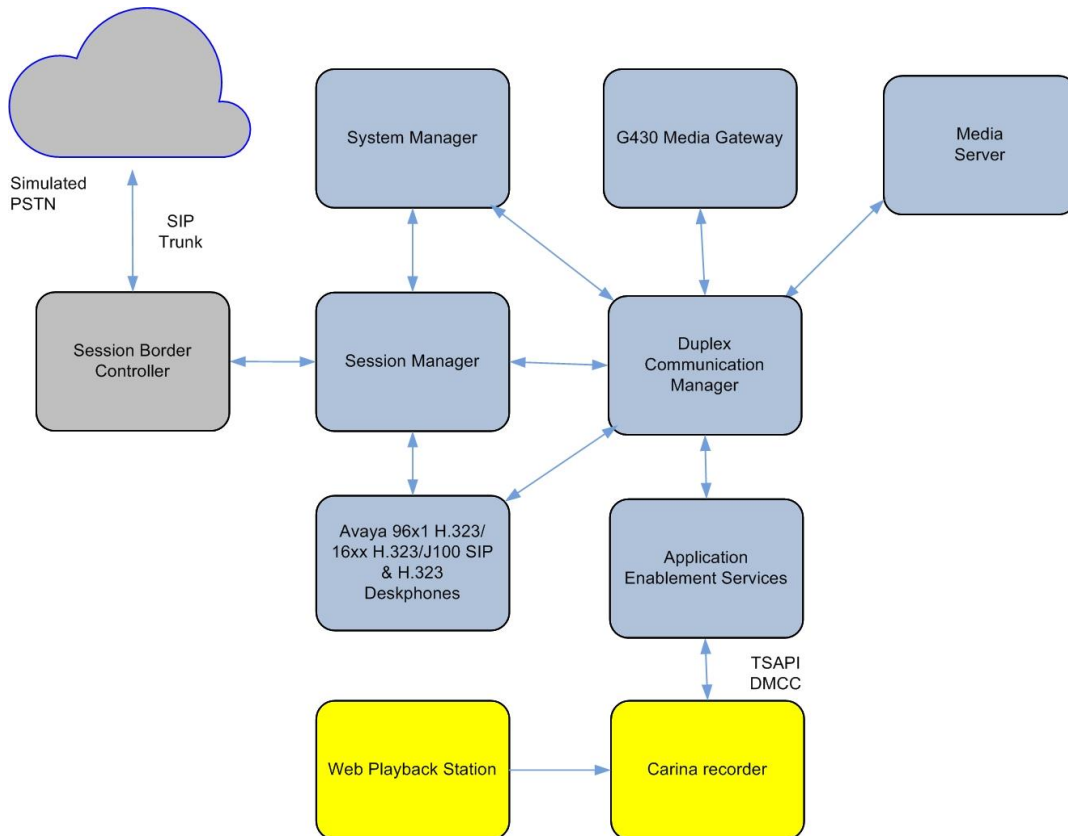 System Manager
G430 Media Gateway
Media
Server
Simulated
PSTN
SIP
Trunk
Session Border
Controller
Session Manager
Duplex
Communication
Manager
Avaya 96x1 H.323/
16xx H.323/J100 SIP
& H.323
Deskphones
Application
Enablement Services
TSAPI
DMCC
Web Playback Station
Carina recorder